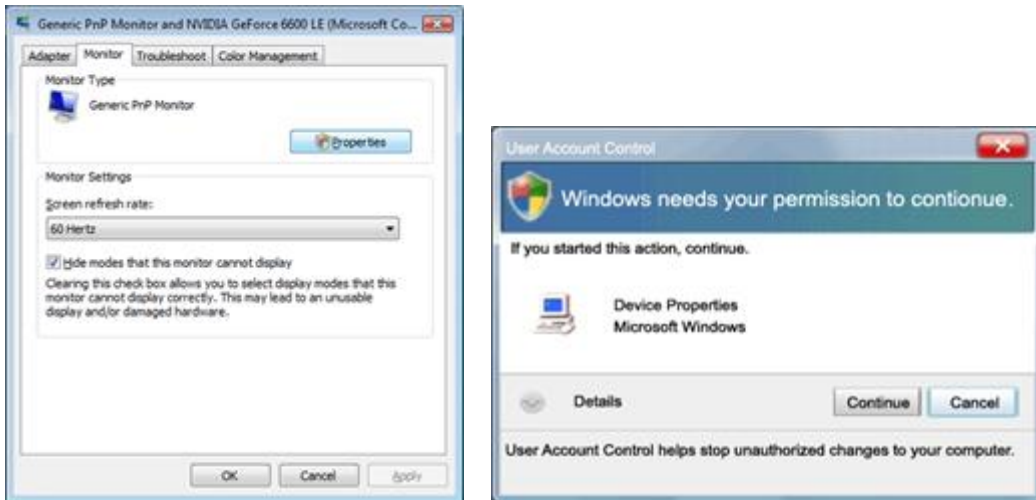 Generic PnP Monitor and NVIDIA GeForce 6600 LE (Microsoft Co...
Adapter Monitor Troubleshoot Color Management
Monitor Type
Generic PnP Monitor
Properties
Monitor Settings
Screen refresh rate:
60 Hertz
Hide modes that this monitor cannot display
Clearing this check box allows you to select display modes that this
monitor cannot display correctly. This may lead to an unusable
display and/or damaged hardware.
OK Cancel Apply
User Account Control
Windows needs your permission to contionue.
If you started this action, continue.
Device Properties
Microsoft Windows
Details Continue Cancel
User Account Control helps stop unauthorized changes to your computer.